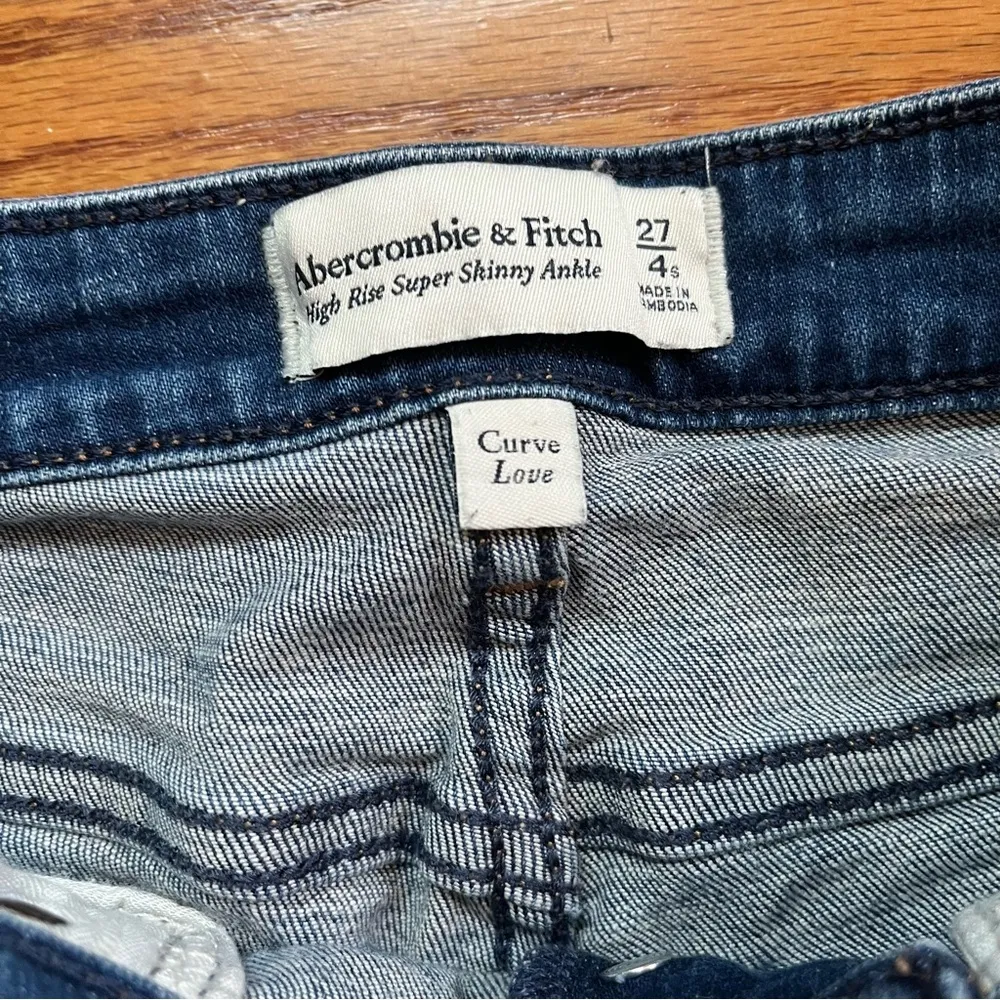 Abercrombie & Fitch
High Rise Super Skinny Ankle
27
4s
MADE IN
CAMBODIA
Curve
Love